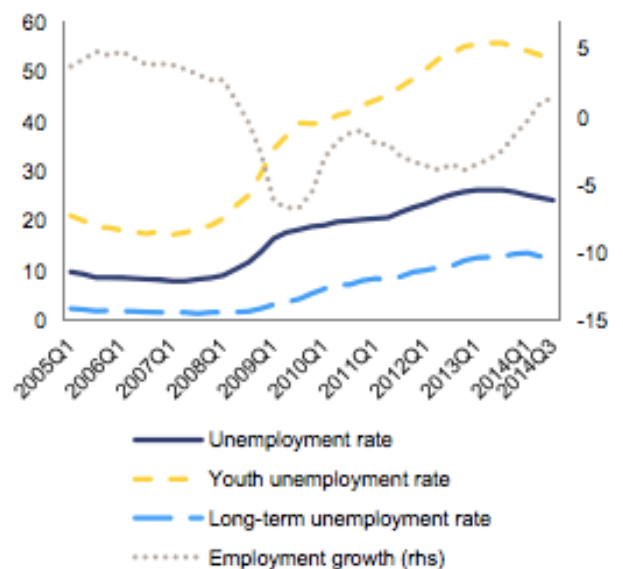 60
50
40
30
20
10
0
5
0
-5
-10
-15
2005Q1
2006Q1
2007Q1
2008Q1
2009Q1
2010Q1
2011Q1
2012Q1
2013Q1
2014Q1
2014Q3
Unemployment rate
Youth unemployment rate
Long-term unemployment rate
Employment growth (rhs)